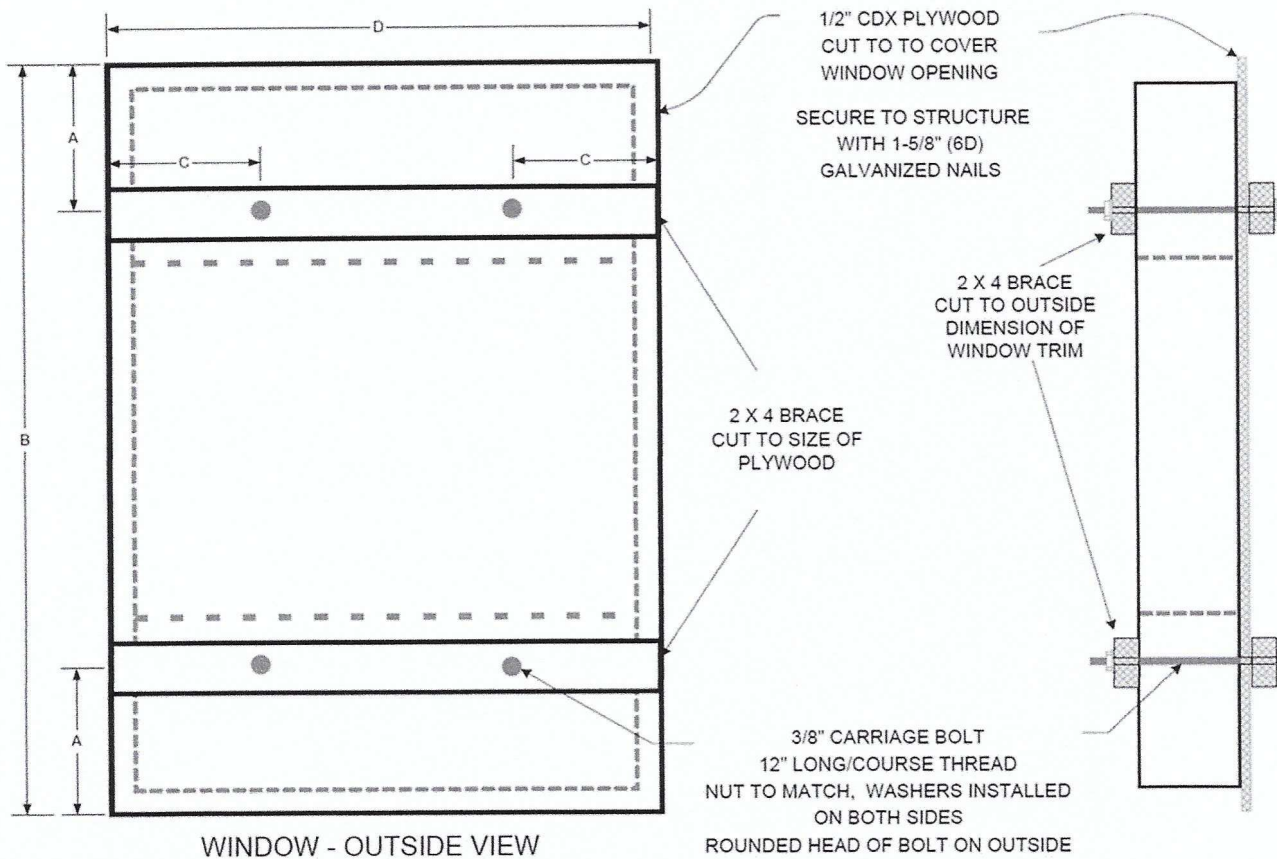 D
1/2" CDX PLYWOOD
CUT TO TO COVER
WINDOW OPENING
SECURE TO STRUCTURE
WITH 1-5/8" (6D)
GALVANIZED NAILS
A
C
C
2 X 4 BRACE
CUT TO OUTSIDE
DIMENSION OF
WINDOW TRIM
B
2 X 4 BRACE
CUT TO SIZE OF
PLYWOOD
A
3/8" CARRIAGE BOLT
12" LONG/COURSE THREAD
NUT TO MATCH, WASHERS INSTALLED
ON BOTH SIDES
ROUNDED HEAD OF BOLT ON OUTSIDE
WINDOW - OUTSIDE VIEW